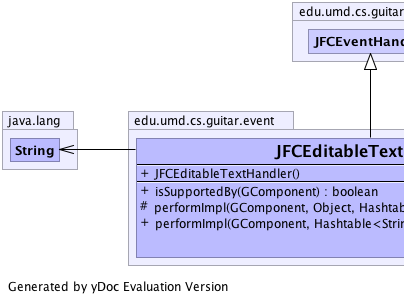 edu.umd.cs.guitar
JFCEventHand
java.lang
String
edu.umd.cs.guitar.event
JFCEditableText
+ JFCEditableTextHandler()
+ isSupportedBy(GComponent) : boolean
# performImpl(GComponent, Object, Hashtab
+ performImpl(GComponent, Hashtable<Strin
Generated by yDoc Evaluation Version